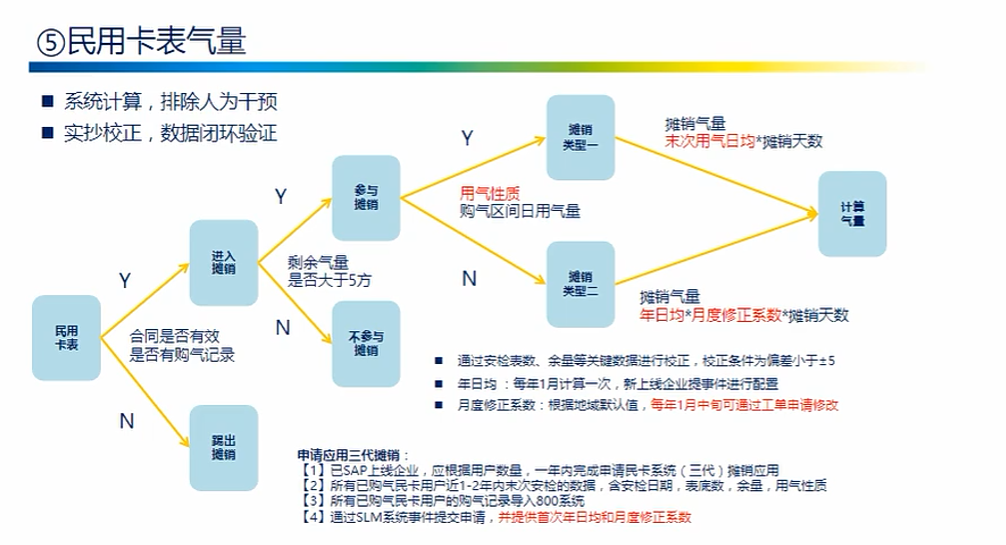 ⑤民用卡表气量
■ 系统计算，排除人为干预
■ 实抄校正，数据闭环验证
民用
卡表
Y
N
合同是否有效
是否有购气记录
进入
摊销
踢出
摊销
Y
N
剩余气量
是否大于5方
参与
摊销
不参与
摊销
Y
N
用气性质
购气区间日用气量
摊销
类型一
摊销
类型二
摊销气量
末次用气日均*摊销天数
摊销气量
年日均*月度修正系数*摊销天数
计算
气量
■ 通过安检表数、余量等关键数据进行校正，校正条件为偏差小于±5
■ 年日均 ：每年1月计算一次，新上线企业提事件进行配置
■ 月度修正系数：根据地域默认值，每年1月中旬可通过工单申请修改
申请应用三代摊销：
【1】已SAP上线企业，应根据用户数量，一年内完成申请民卡系统（三代）摊销应用
【2】所有已购气民卡用户近1-2年内末次安检的数据，含安检日期，表底数，余量，用气性质
【3】所有已购气民卡用户的购气记录导入800系统
【4】通过SLM系统事件提交申请，并提供首次年日均和月度修正系数